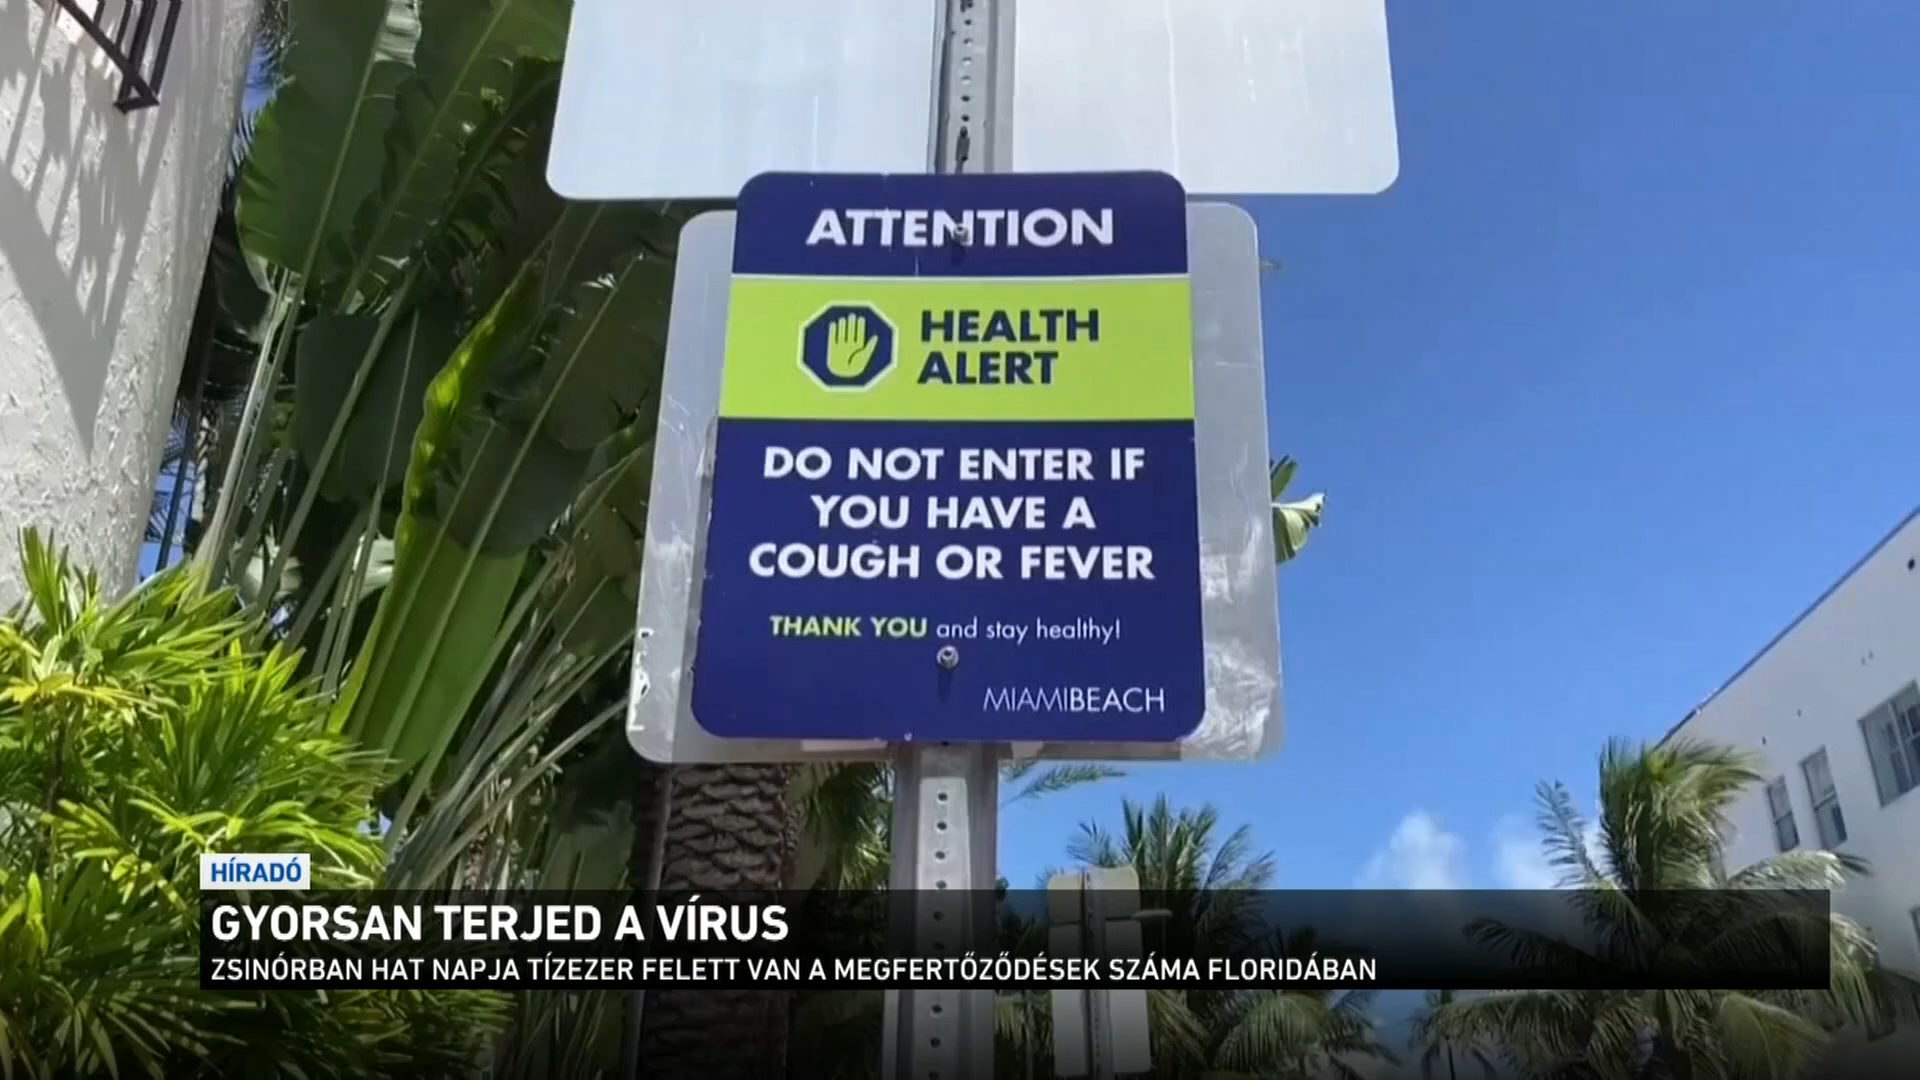 ATTENTION
HEALTH
ALERT
DO NOT ENTER IF
YOU HAVE A
COUGH OR FEVER
THANK YOU and stay healthy!
MIAMIBEACH
HÍRADÓ
GYORSAN TERJED A VÍRUS
ZSINÓRBAN HAT NAPJA TÍZEZER FELETT VAN A MEGFERTŐZŐDÉSEK SZÁMA FLORIDÁBAN